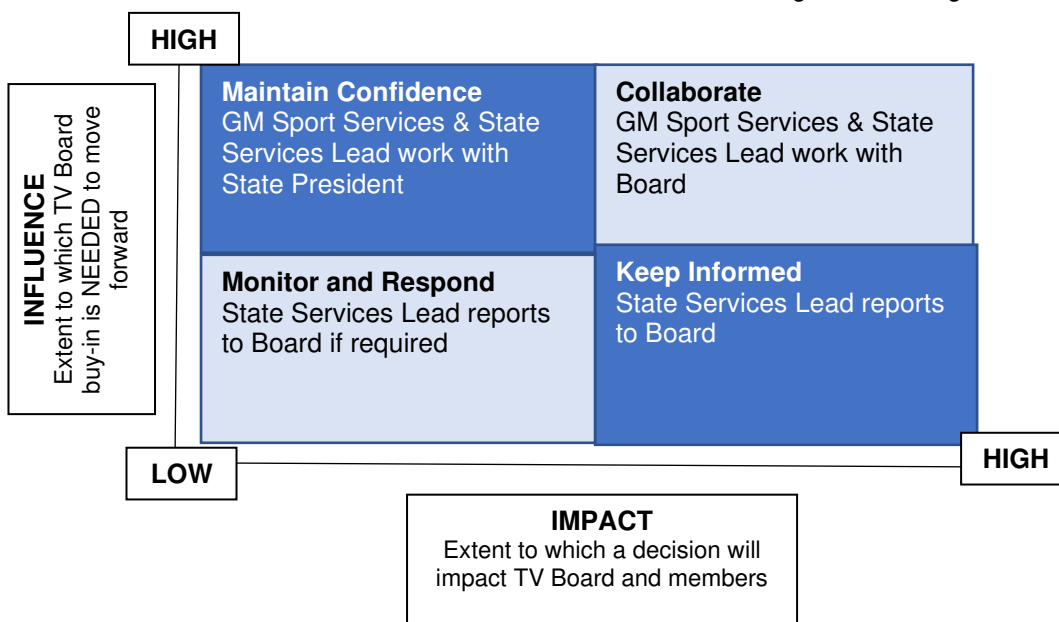 HIGH
Maintain Confidence
GM Sport Services & State
Services Lead work with
State President
Collaborate
GM Sport Services & State
Services Lead work with
Board
INFLUENCE
Extent to which TV Board
buy-in is NEEDED to move
forward
Monitor and Respond
State Services Lead reports
to Board if required
Keep Informed
State Services Lead reports
to Board
LOW
HIGH
IMPACT
Extent to which a decision will
impact TV Board and members